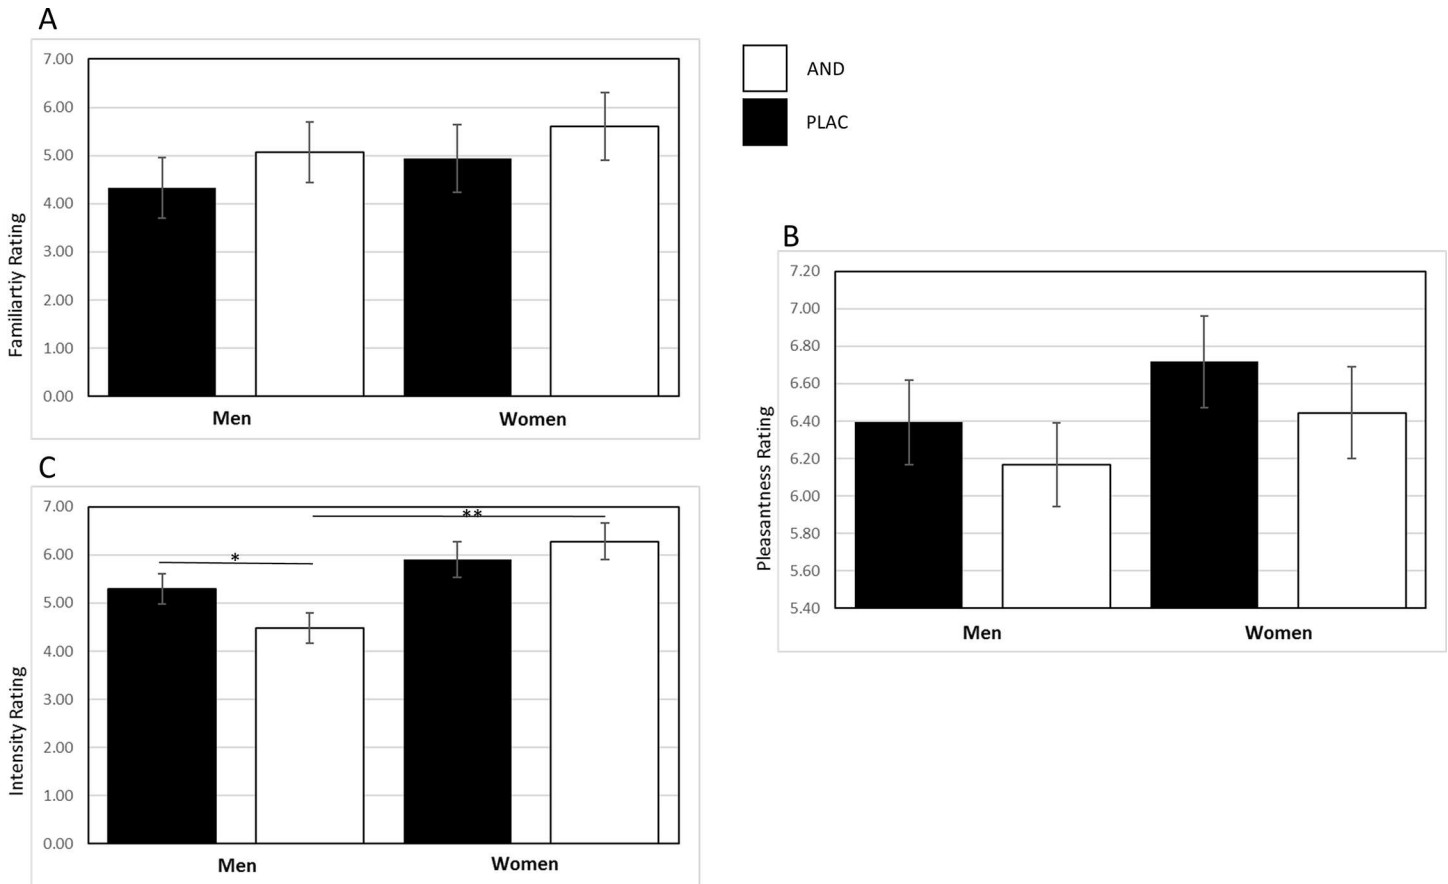 A
7.00
6.00
5.00
4.00
3.00
2.00
1.00
0.00
Familiartiy Rating
Men Women
AND
PLAC
B
7.20
7.00
6.80
6.60
6.40
6.20
6.00
5.80
5.60
5.40
Pleasantness Rating
Men Women
C
7.00
6.00
5.00
4.00
3.00
2.00
1.00
0.00
Intensity Rating
*
**
Men Women